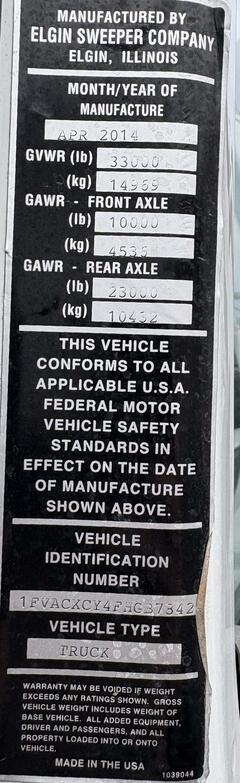 MANUFACTURED BY
ELGIN SWEEPER COMPANY
ELGIN, ILLINOIS
MONTH/YEAR OF
MANUFACTURE
APR 2014
GVWR (lb) 33000
(kg) 14969
GAWR - FRONT AXLE
(lb) 10000
(kg) 4536
GAWR - REAR AXLE
(lb) 23000
(kg) 10432
THIS VEHICLE
CONFORMS TO ALL
APPLICABLE U.S.A.
FEDERAL MOTOR
VEHICLE SAFETY
STANDARDS IN
EFFECT ON THE DATE
OF MANUFACTURE
SHOWN ABOVE.
VEHICLE
IDENTIFICATION
NUMBER
1FVACXCY4FHGB7842
VEHICLE TYPE
TRUCK
WARRANTY MAY BE VOIDED IF WEIGHT
EXCEEDS ANY RATINGS SHOWN. GROSS
VEHICLE WEIGHT INCLUDES WEIGHT OF
BASE VEHICLE. ALL ADDED EQUIPMENT,
DRIVER AND PASSENGERS, AND ALL
PROPERTY LOADED INTO OR ONTO
VEHICLE.
MADE IN THE USA
1039044